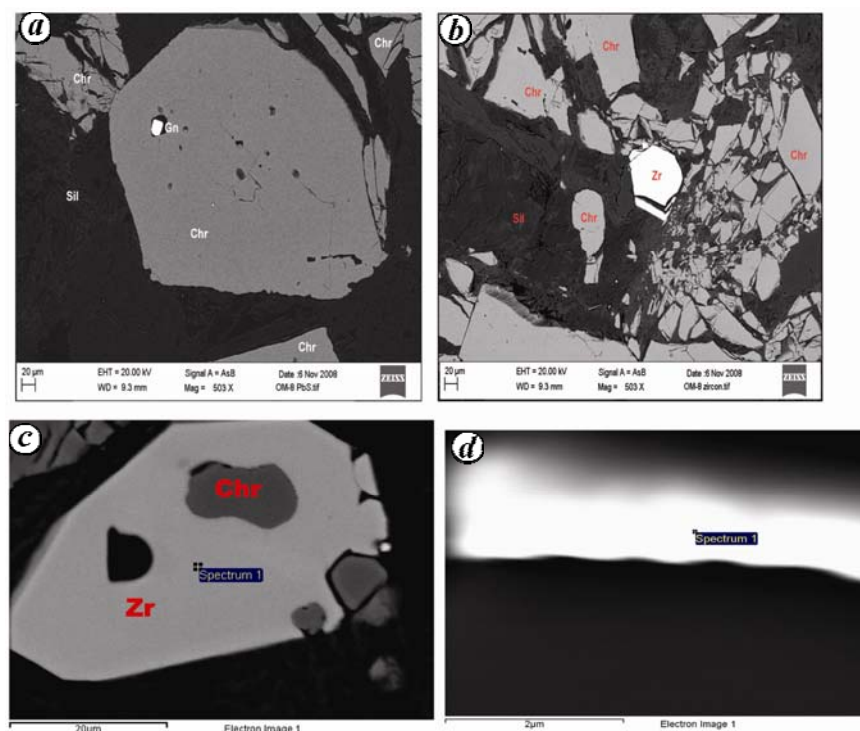 a
Chr
Chr
Gn
Sil
Chr
Chr
20 µm
EHT = 20.00 kV
Signal A = AsB
Date :6 Nov 2008
WD = 9.3 mm
Mag = 503 X
OM-8 PbS.tif
ZEISS
b
Chr
Chr
Chr
Zr
Chr
Sil
20 µm
EHT = 20.00 kV
Signal A = AsB
Date :6 Nov 2008
WD = 9.3 mm
Mag = 503 X
OM-8 zircon.tif
ZEISS
c
Chr
Spectrum 1
Zr
20µm
Electron Image 1
d
Spectrum 1
2µm
Electron Image 1